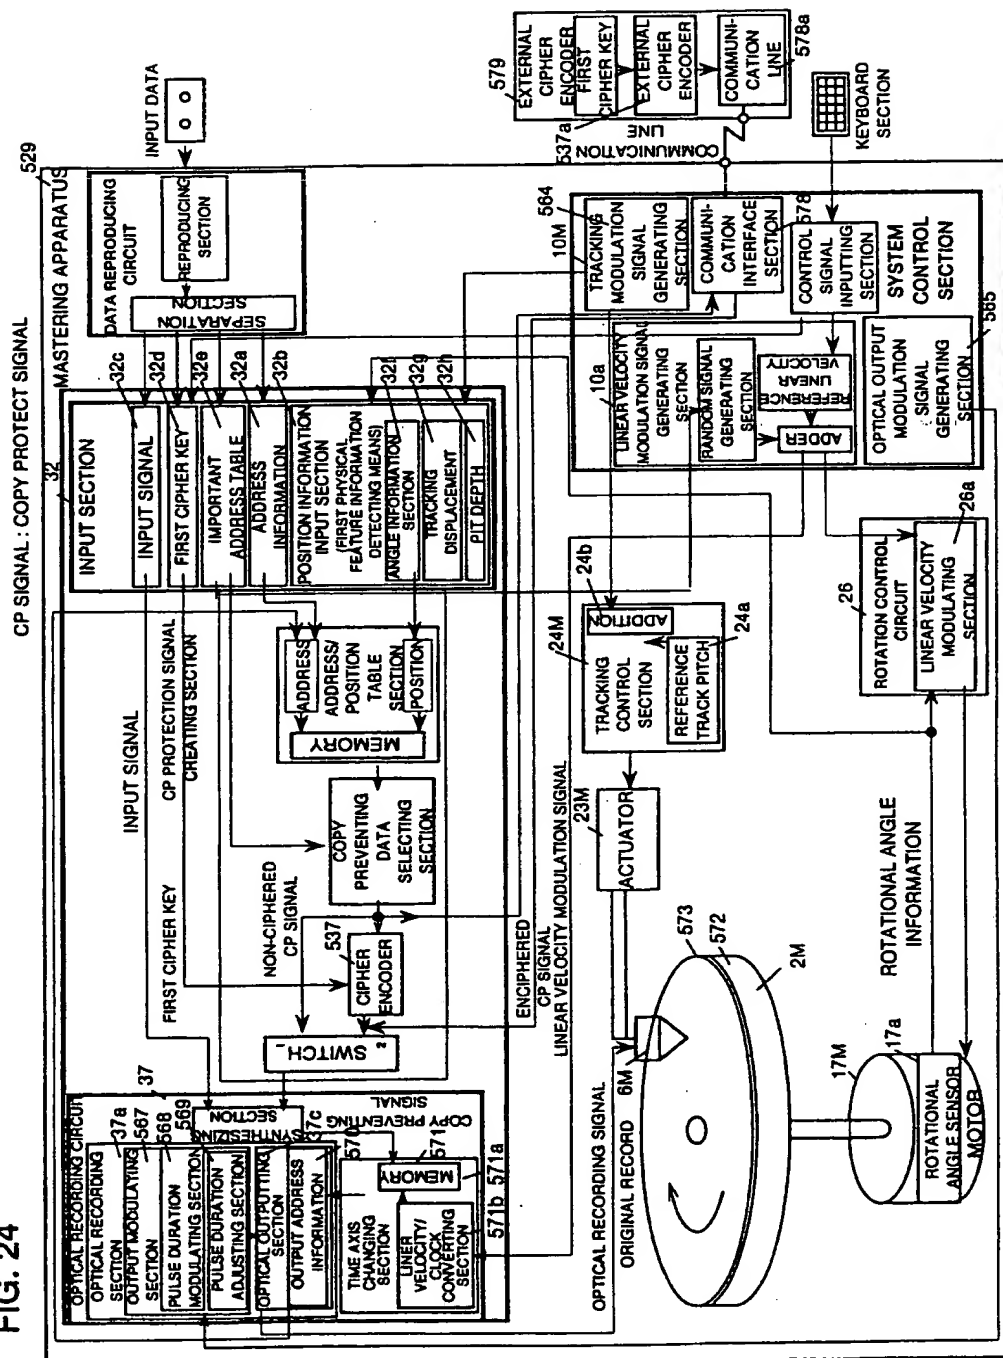 FIG. 24
CP SIGNAL : COPY PROTECT SIGNAL
529
MASTERING APPARATUS
INPUT DATA
DATA REPRODUCING
CIRCUIT
REPRODUCING
SECTION
SEPARATION
SECTION
579
EXTERNAL
CIPHER
ENCODER
FIRST
CIPHER KEY
537a
EXTERNAL
CIPHER
ENCODER
COMMUNI-
CATION
LINE
578a
COMMUNICATION
LINE
KEYBOARD
SECTION
32
INPUT SECTION
INPUT SIGNAL
32c
FIRST CIPHER KEY
32d
IMPORTANT
ADDRESS TABLE
32e
ADDRESS
INFORMATION
32a
32b
POSITION INFORMATION
INPUT SECTION
(FIRST PHYSICAL
FEATURE INFORMATION
DETECTING MEANS)
ANGLE INFORMATION
SECTION
32f
TRACKING
DISPLACEMENT
32g
PIT DEPTH
32h
10M
564
TRACKING
MODULATION
SIGNAL
GENERATING
SECTION
COMMUNI-
CATION
INTERFACE
SECTION
578
CONTROL
SIGNAL
INPUTTING
SECTION
SYSTEM
CONTROL
SECTION
10a
LINEAR VELOCITY
MODULATION SIGNAL
GENERATING
SECTION
RANDOM SIGNAL
GENERATING
SECTION
REFERENCE
LINEAR
VELOCITY
ADDER
565
OPTICAL OUTPUT
MODULATION
SIGNAL
GENERATING
SECTION
INPUT SIGNAL
CP PROTECTION SIGNAL
CREATING SECTION
ADDRESS
ADDRESS/
POSITION
TABLE
SECTION
POSITION
MEMORY
COPY
PREVENTING
DATA
SELECTING
SECTION
FIRST CIPHER KEY
NON-CIPHERED
CP SIGNAL
537
CIPHER
ENCODER
SWITCH
2
ENCIPHERED
CP SIGNAL
LINEAR VELOCITY MODULATION SIGNAL
24b
24M
ADDITION
TRACKING
CONTROL
SECTION
24a
REFERENCE
TRACK PITCH
26a
26
ROTATION CONTROL
CIRCUIT
LINEAR VELOCITY
MODULATING
SECTION
23M
ACTUATOR
ROTATIONAL ANGLE
INFORMATION
37
OPTICAL RECORDING CIRCUIT
37a
OPTICAL RECORDING
SECTION
567
OUTPUT MODULATING
SECTION
568
PULSE DURATION
MODULATING SECTION
569
PULSE DURATION
ADJUSTING SECTION
SYNTHESIZING
SECTION
37c
OPTICAL OUTPUTTING
SECTION
570
OUTPUT ADDRESS
INFORMATION
COPY PREVENTING
SIGNAL
571
TIME AXIS
CHANGING
SECTION
MEMORY
571a
LINER
VELOCITY/
CLOCK
CONVERTING
SECTION
571b
OPTICAL RECORDING SIGNAL
ORIGINAL RECORD
6M
573
572
2M
17M
17a
ROTATIONAL
ANGLE SENSOR
MOTOR